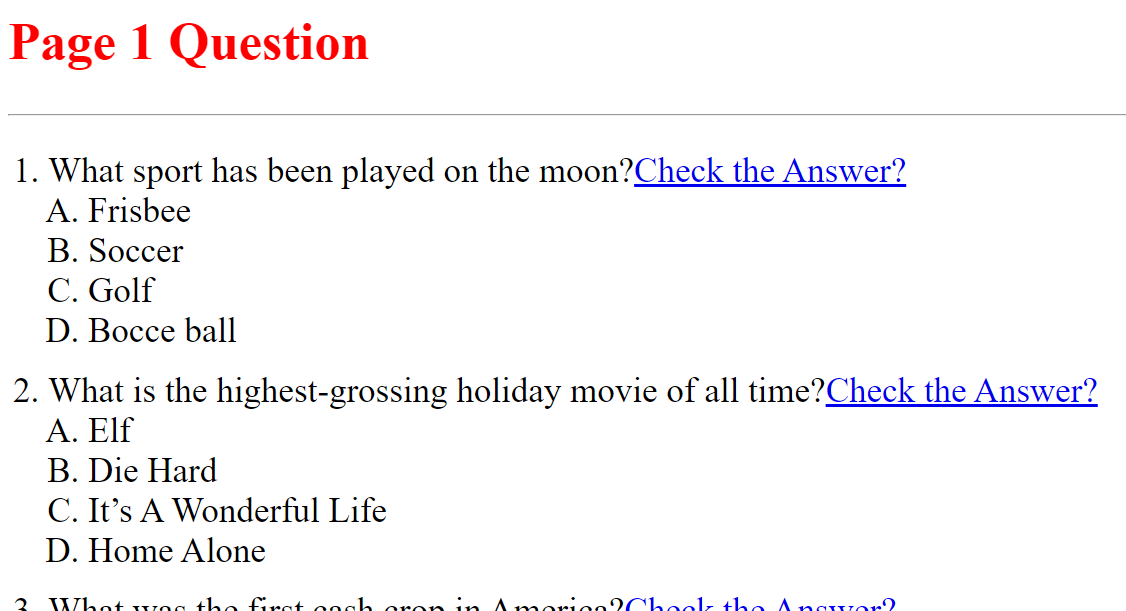 Page 1 Question
1. What sport has been played on the moon?Check the Answer?
A. Frisbee
B. Soccer
C. Golf
D. Bocce ball
2. What is the highest-grossing holiday movie of all time?Check the Answer?
A. Elf
B. Die Hard
C. It’s A Wonderful Life
D. Home Alone
3. What was the first cash crop in America?Check the Answer?